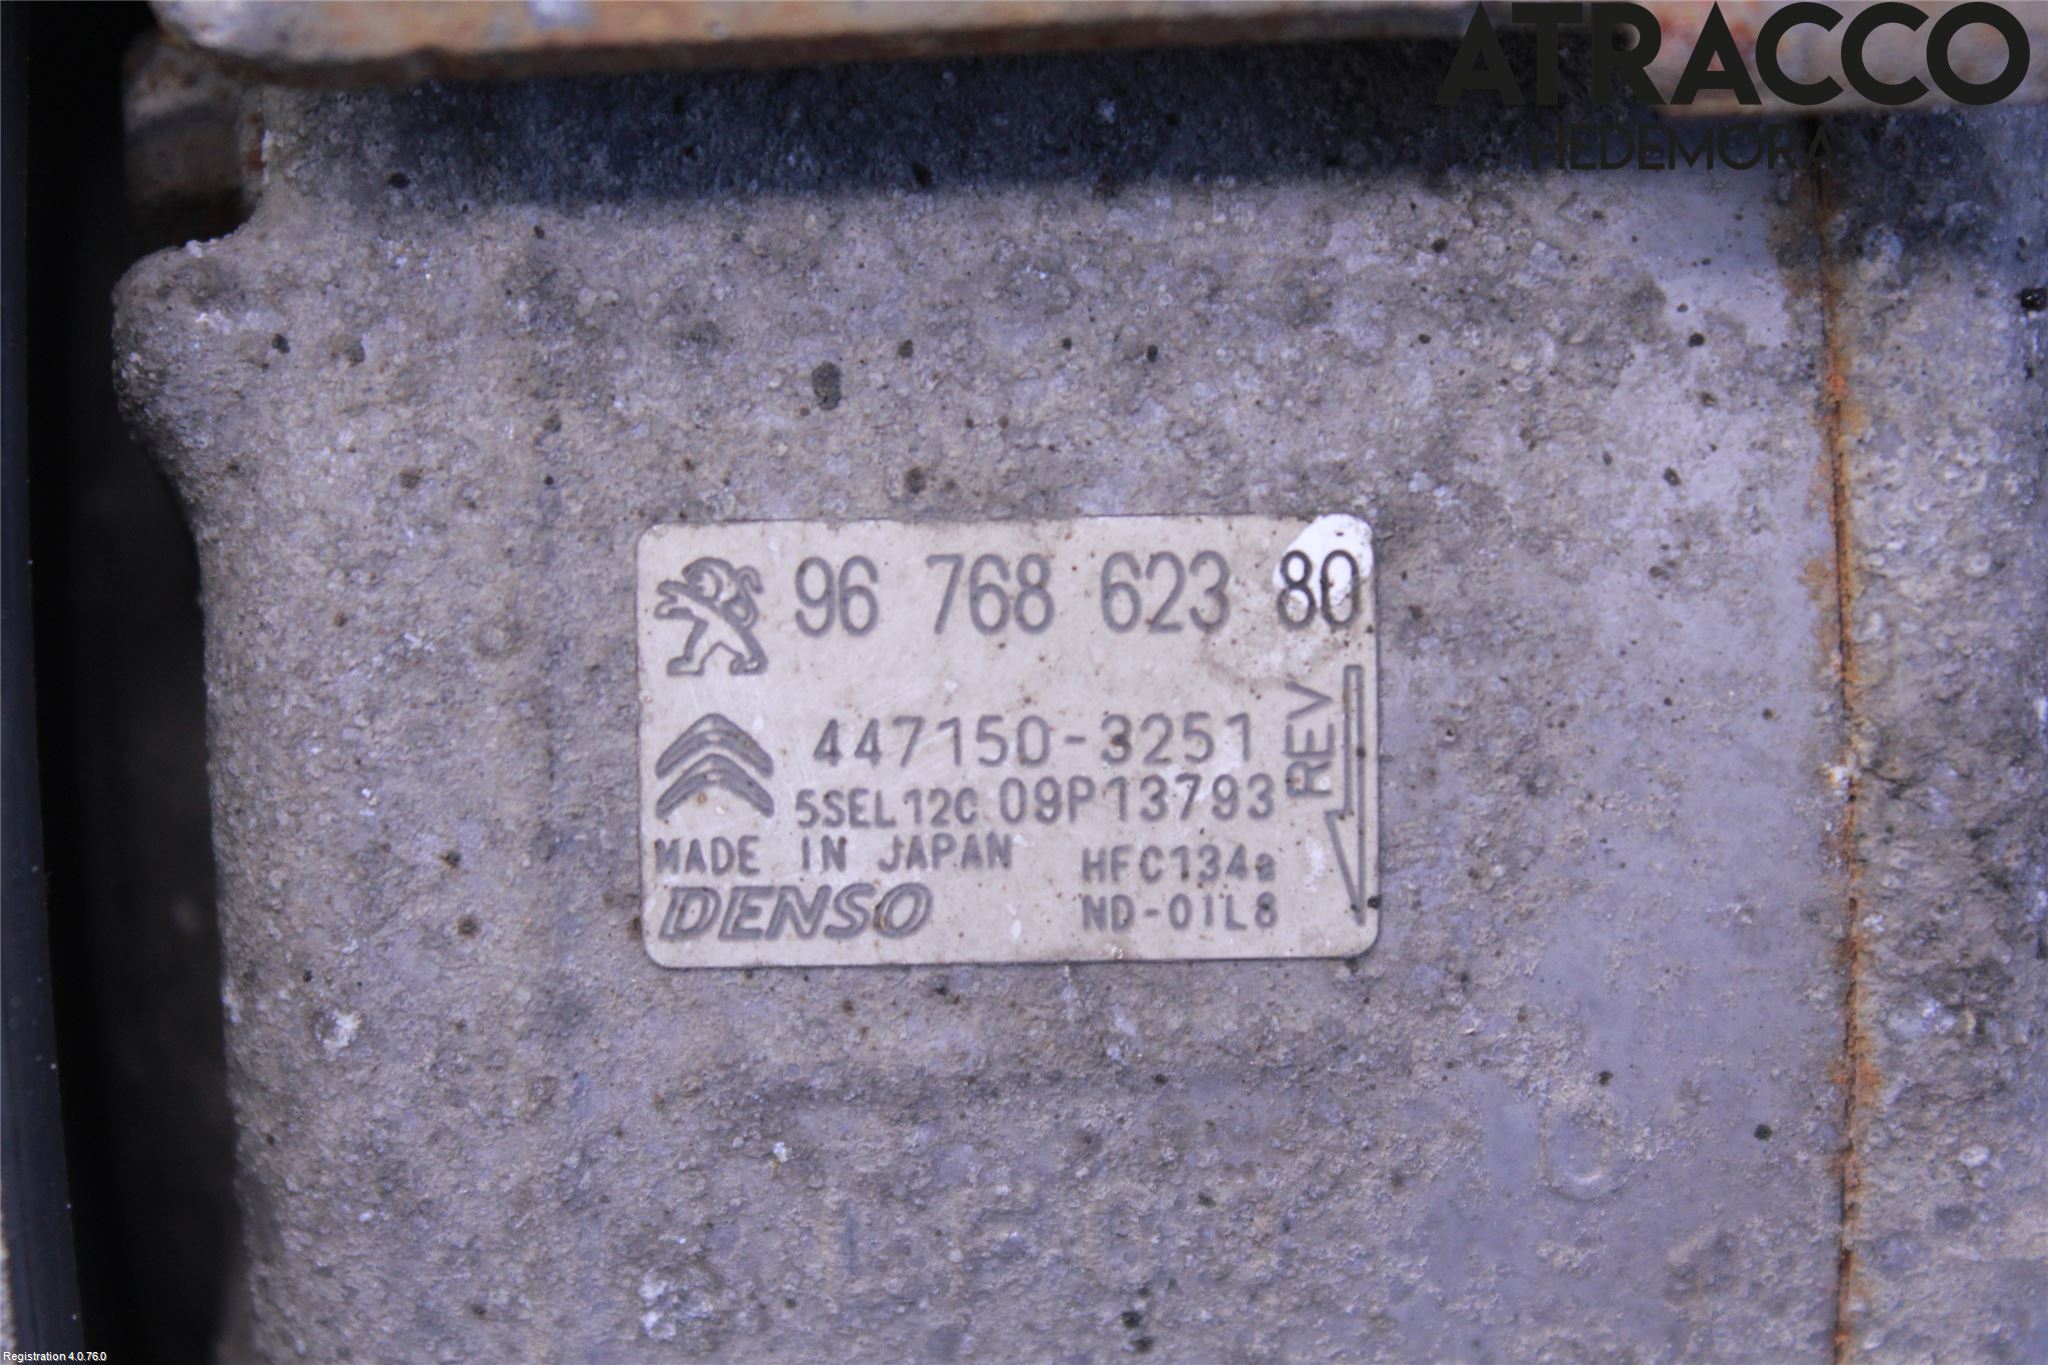 ATRACCO
HEDEMORA
96 768 623 80
447150-3251
5SEL12C 09P13793
REV
MADE IN JAPAN
HFC134a
DENSO
ND-OIL8
Registration 4.0.76.0